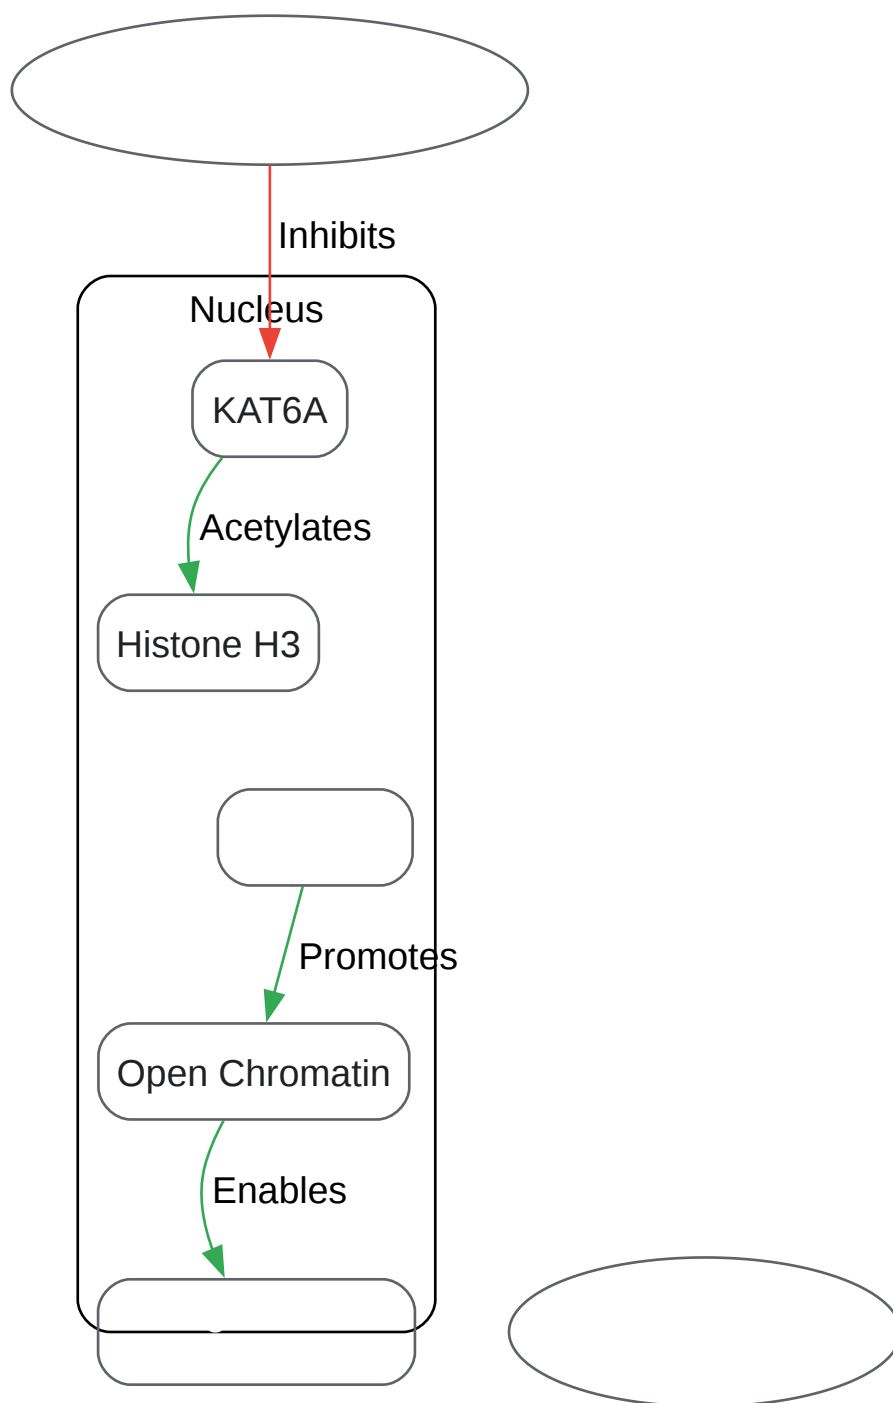 Inhibits
Nucleus
KAT6A
Acetylates
Histone H3
Promotes
Open Chromatin
Enables